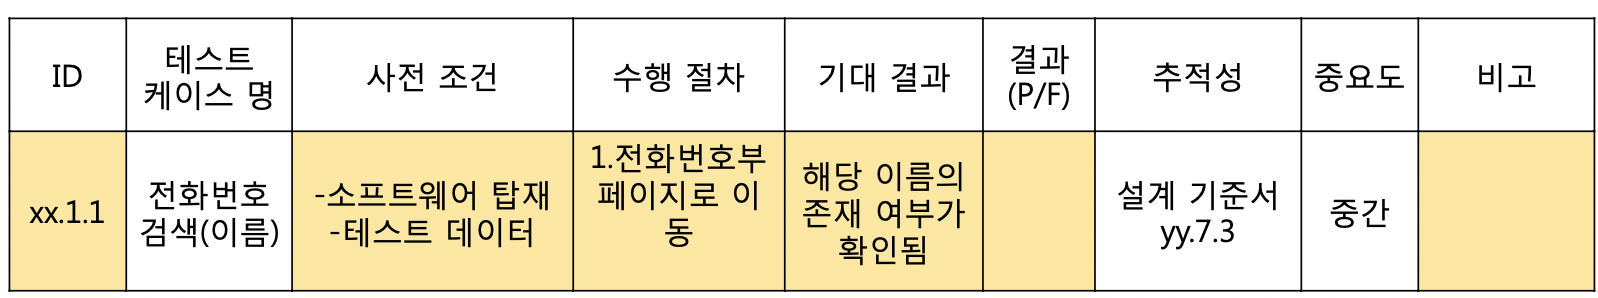 ID
테스트
케이스 명
사전 조건
수행 절차
기대 결과
결과
(P/F)
추적성
중요도
비고
xx.1.1
전화번호
검색(이름)
-소프트웨어 탑재
-테스트 데이터
1.전화번호부
페이지로 이
동
해당 이름의
존재 여부가
확인됨
설계 기준서
yy.7.3
중간